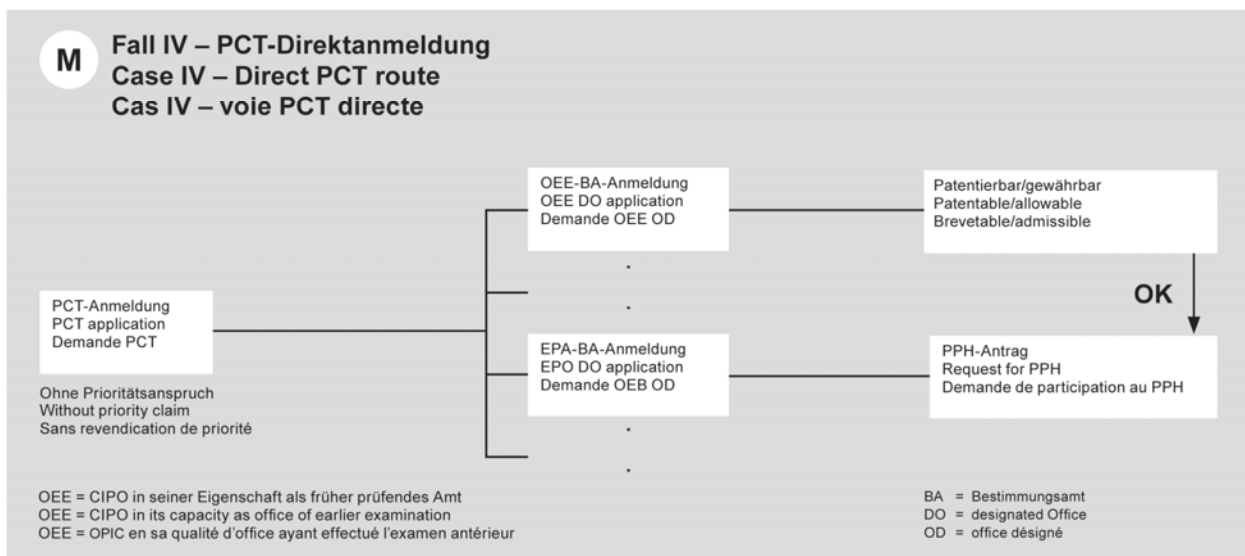 M
Fall IV – PCT-Direktanmeldung
Case IV – Direct PCT route
Cas IV – voie PCT directe
OEE-BA-Anmeldung
OEE DO application
Demande OEE OD
Patentierbar/gewährbar
Patentable/allowable
Brevetable/admissible
OK
PCT-Anmeldung
PCT application
Demande PCT
EPA-BA-Anmeldung
EPO DO application
Demande OEB OD
PPH-Antrag
Request for PPH
Demande de participation au PPH
Ohne Prioritätsanspruch
Without priority claim
Sans revendication de priorité
OEE = CIPO in seiner Eigenschaft als früher prüfendes Amt
OEE = CIPO in its capacity as office of earlier examination
OEE = OPIC en sa qualité d'office ayant effectué l'examen antérieur
BA = Bestimmungsamt
DO = designated Office
OD = office désigné